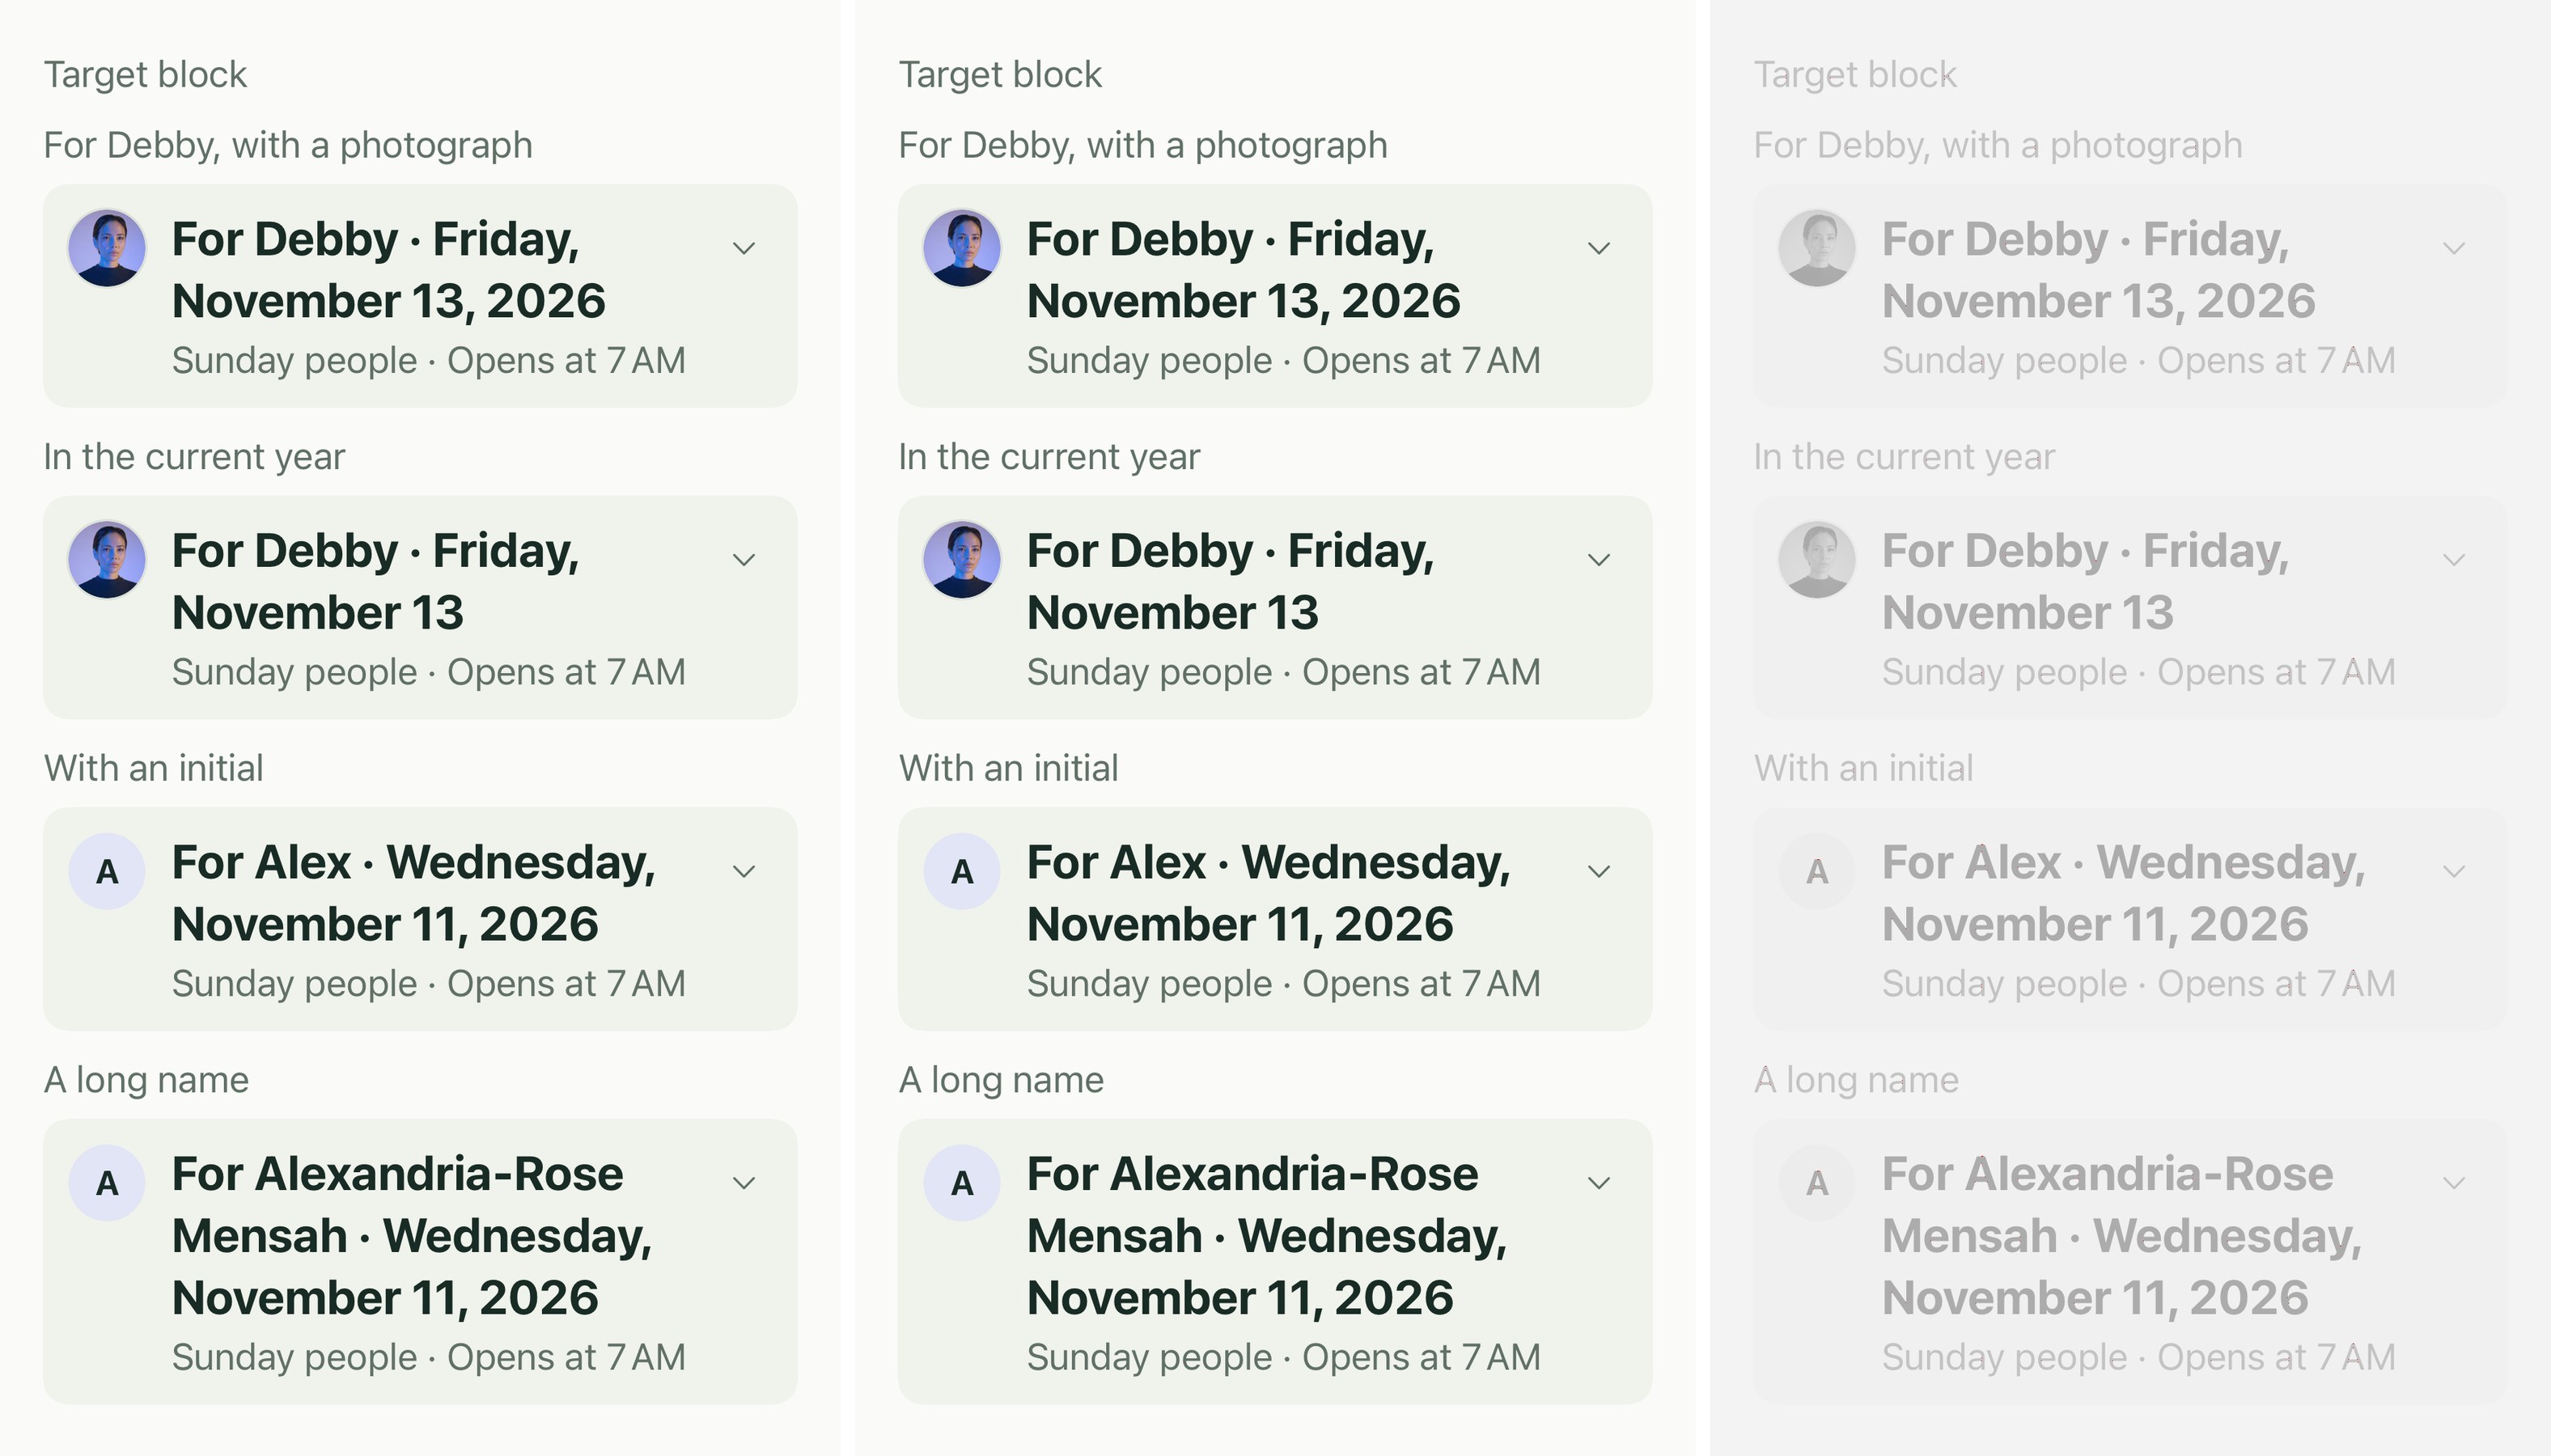 Target block
For Debby, with a photograph
For Debby · Friday,
November 13, 2026
Sunday people · Opens at 7 AM
In the current year
For Debby · Friday,
November 13
Sunday people · Opens at 7 AM
With an initial
A
For Alex · Wednesday,
November 11, 2026
Sunday people · Opens at 7 AM
A long name
A
For Alexandria-Rose
Mensah · Wednesday,
November 11, 2026
Sunday people · Opens at 7 AM
Target block
For Debby, with a photograph
For Debby · Friday,
November 13, 2026
Sunday people · Opens at 7 AM
In the current year
For Debby · Friday,
November 13
Sunday people · Opens at 7 AM
With an initial
A
For Alex · Wednesday,
November 11, 2026
Sunday people · Opens at 7 AM
A long name
A
For Alexandria-Rose
Mensah · Wednesday,
November 11, 2026
Sunday people · Opens at 7 AM
Target block
For Debby, with a photograph
For Debby · Friday,
November 13, 2026
Sunday people · Opens at 7 AM
In the current year
For Debby · Friday,
November 13
Sunday people · Opens at 7 AM
With an initial
A
For Alex · Wednesday,
November 11, 2026
Sunday people · Opens at 7 AM
A long name
A
For Alexandria-Rose
Mensah · Wednesday,
November 11, 2026
Sunday people · Opens at 7 AM